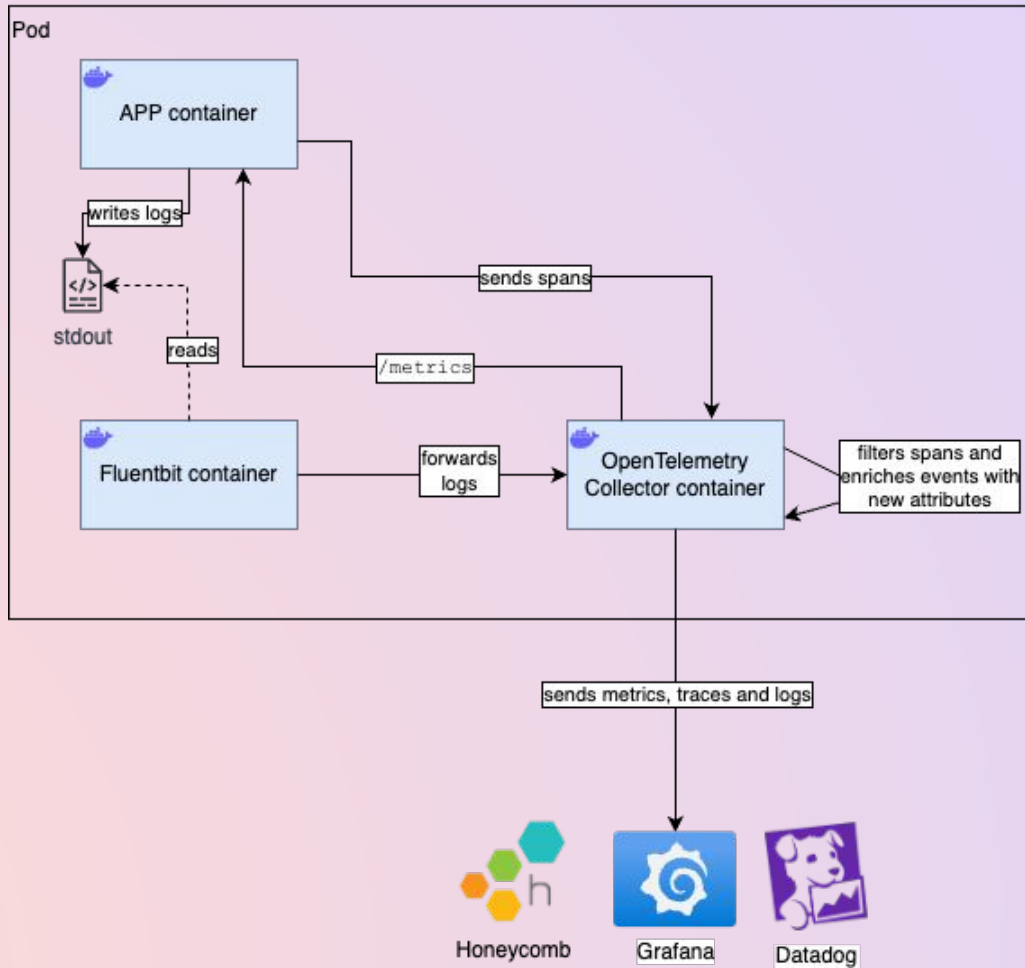 Pod
APP container
writes logs
</>
stdout
sends spans
reads
/metrics
Fluentbit container
forwards
logs
OpenTelemetry
Collector container
filters spans and
enriches events with
new attributes
sends metrics, traces and logs
h
Honeycomb
Grafana
Datadog